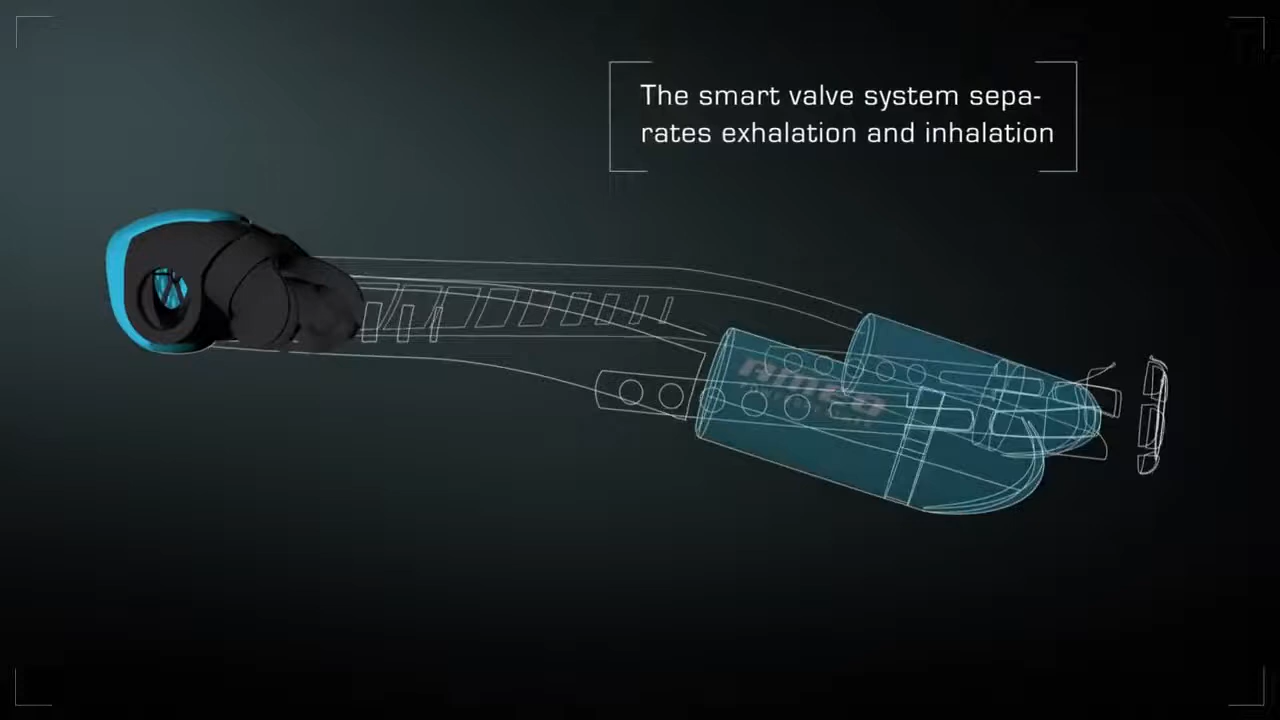 The smart valve system sepa-
rates exhalation and inhalation